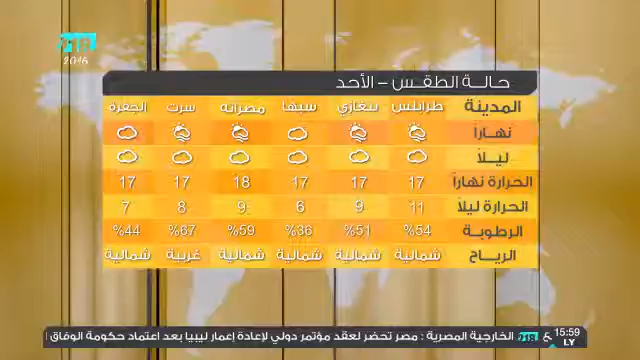 218
2016
حالة الطقس - الأحد
المدينة طرابلس بنغازي سبها مصراته سرت الجفرة
نهاراً
ليلاً
الحرارة نهاراً 17 17 17 18 17 17
الحرارة ليلاً 11 9 6 9 8 7
الرطوبة %54 %51 %36 %59 %67 %44
الرياح شمالية شمالية شمالية شمالية غربية شمالية
الخارجية المصرية : مصر تحضر لعقد مؤتمر دولي لإعادة إعمار ليبيا بعد اعتماد حكومة الوفاق
218
15:59
LY